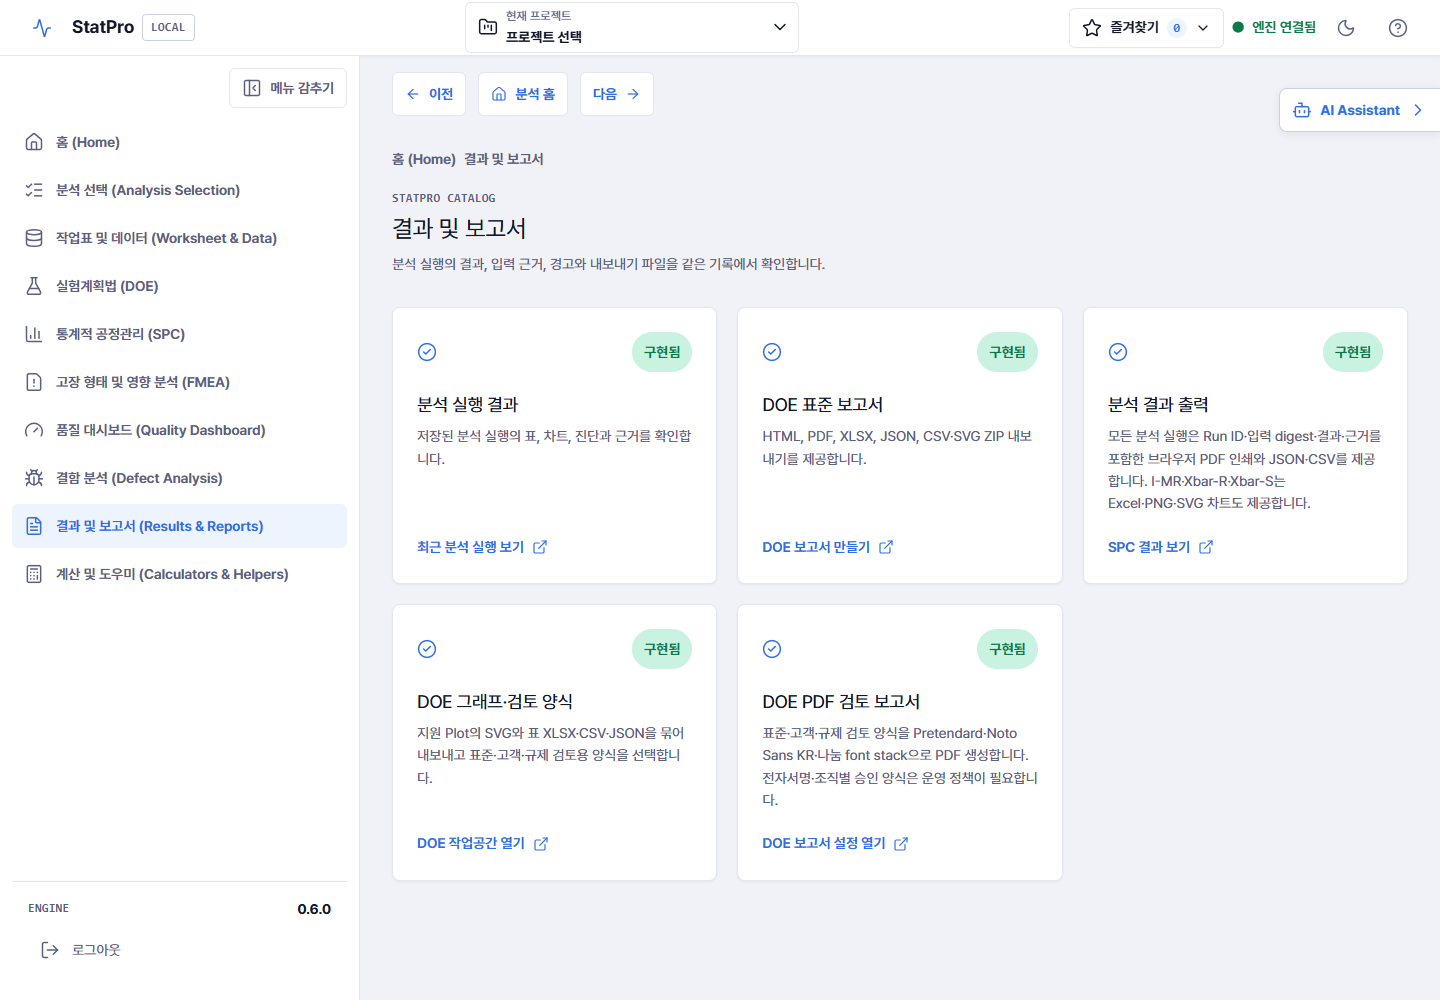 StatPro LOCAL
현재 프로젝트
프로젝트 선택
즐겨찾기 0
엔진 연결됨
메뉴 감추기
홈 (Home)
분석 선택 (Analysis Selection)
작업표 및 데이터 (Worksheet & Data)
실험계획법 (DOE)
통계적 공정관리 (SPC)
고장 형태 및 영향 분석 (FMEA)
품질 대시보드 (Quality Dashboard)
결함 분석 (Defect Analysis)
결과 및 보고서 (Results & Reports)
계산 및 도우미 (Calculators & Helpers)
ENGINE 0.6.0
로그아웃
이전
분석 홈
다음
AI Assistant
홈 (Home) 결과 및 보고서
STATPRO CATALOG
결과 및 보고서
분석 실행의 결과, 입력 근거, 경고와 내보내기 파일을 같은 기록에서 확인합니다.
구현됨
분석 실행 결과
저장된 분석 실행의 표, 차트, 진단과 근거를 확인합
니다.
최근 분석 실행 보기
구현됨
DOE 표준 보고서
HTML, PDF, XLSX, JSON, CSV·SVG ZIP 내보
내기를 제공합니다.
DOE 보고서 만들기
구현됨
분석 결과 출력
모든 분석 실행은 Run ID·입력 digest·결과·근거를
포함한 브라우저 PDF 인쇄와 JSON·CSV를 제공
합니다. I-MR·Xbar-R·Xbar-S는
Excel·PNG·SVG 차트도 제공합니다.
SPC 결과 보기
구현됨
DOE 그래프·검토 양식
지원 Plot의 SVG와 표 XLSX·CSV·JSON을 묶어
내보내고 표준·고객·규제 검토용 양식을 선택합니
다.
DOE 작업공간 열기
구현됨
DOE PDF 검토 보고서
표준·고객·규제 검토 양식을 Pretendard·Noto
Sans KR·나눔 font stack으로 PDF 생성합니다.
전자서명·조직별 승인 양식은 운영 정책이 필요합니
다.
DOE 보고서 설정 열기